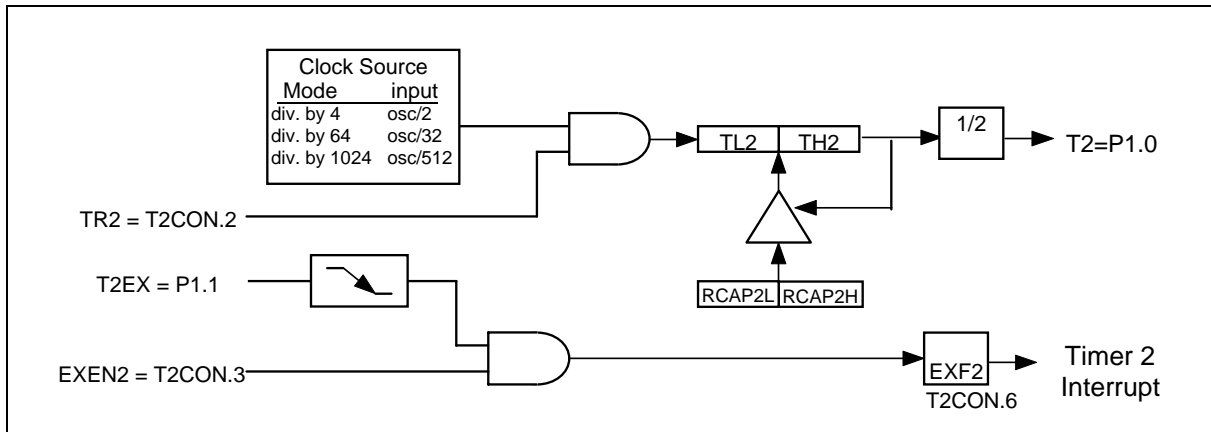 Clock Source
Mode input
div. by 4 osc/2
div. by 64 osc/32
div. by 1024 osc/512
TL2 TH2
1/2
T2=P1.0
TR2 = T2CON.2
T2EX = P1.1
RCAP2L RCAP2H
EXEN2 = T2CON.3
EXF2
T2CON.6
Timer 2
Interrupt